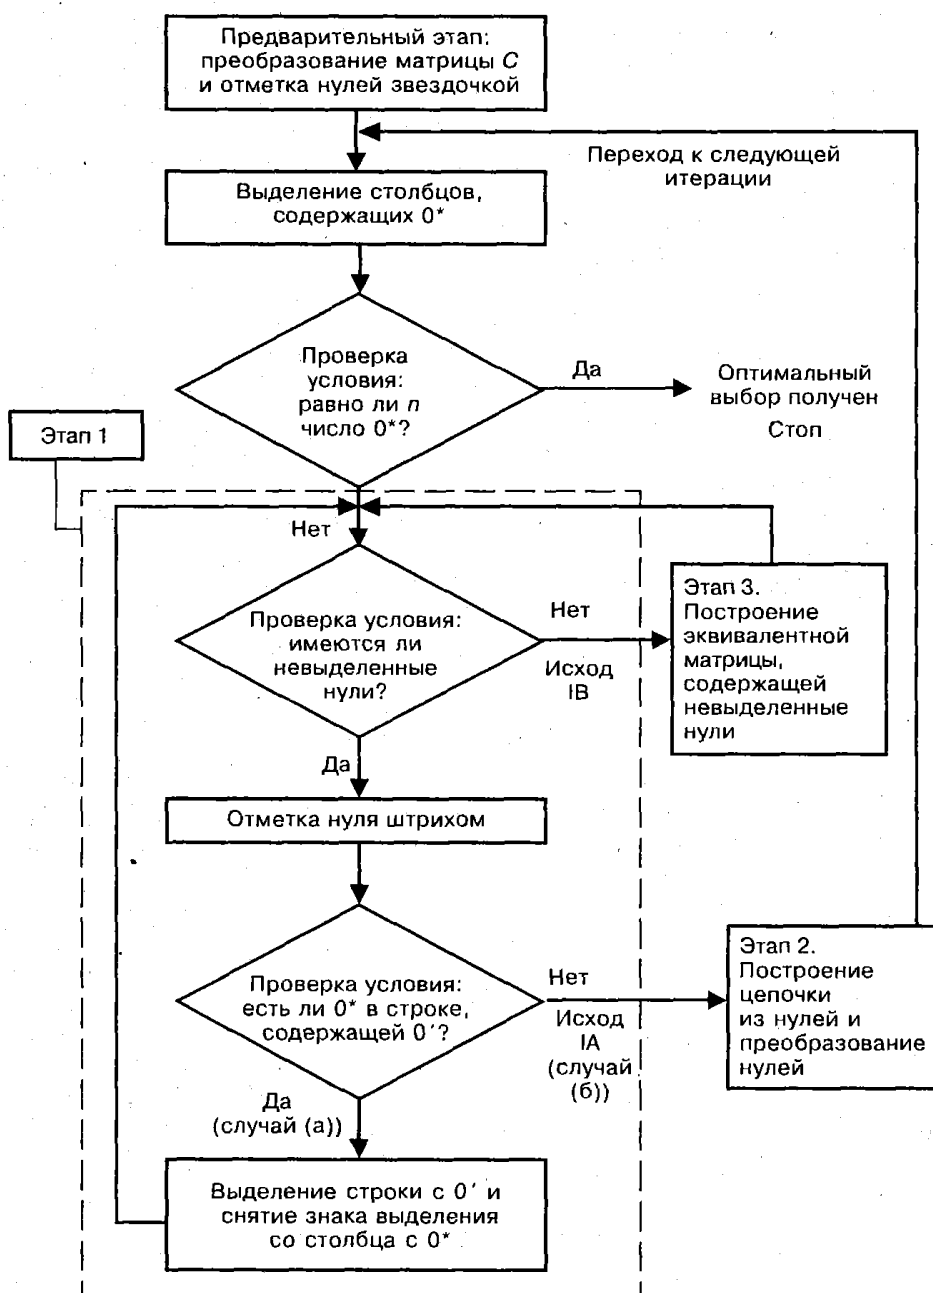 Предварительный этап:
преобразование матрицы C
и отметка нулей звездочкой
Переход к следующей
итерации
Выделение столбцов,
содержащих 0*
Проверка
условия:
равно ли n
число 0*?
Да
Оптимальный
выбор получен
Стоп
Этап 1
Нет
Проверка условия:
имеются ли
невыделенные
нули?
Нет
Исход
IB
Этап 3.
Построение
эквивалентной
матрицы,
содержащей
невыделенные
нули
Да
Отметка нуля штрихом
Проверка условия:
есть ли 0* в строке,
содержащей 0′?
Нет
Исход
IA
(случай
(б))
Этап 2.
Построение
цепочки
из нулей и
преобразование
нулей
Да
(случай (а))
Выделение строки с 0′ и
снятие знака выделения
со столбца с 0*